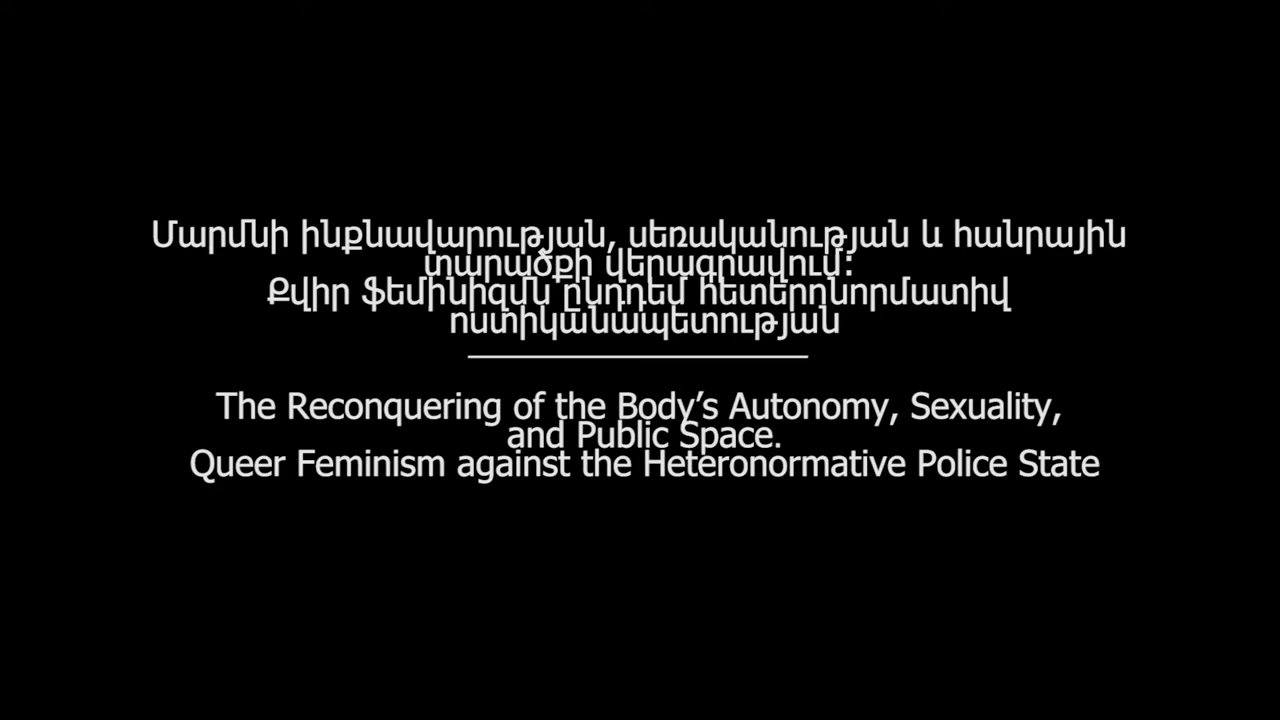 Մարմնի ինքնավարության, սեռականության և հանրային
տարածքի վերագրավում:
Քվիր ֆեմինիզմն ընդդեմ հետերոնորմատիվ
ոստիկանապետության
The Reconquering of the Body’s Autonomy, Sexuality,
and Public Space.
Queer Feminism against the Heteronormative Police State